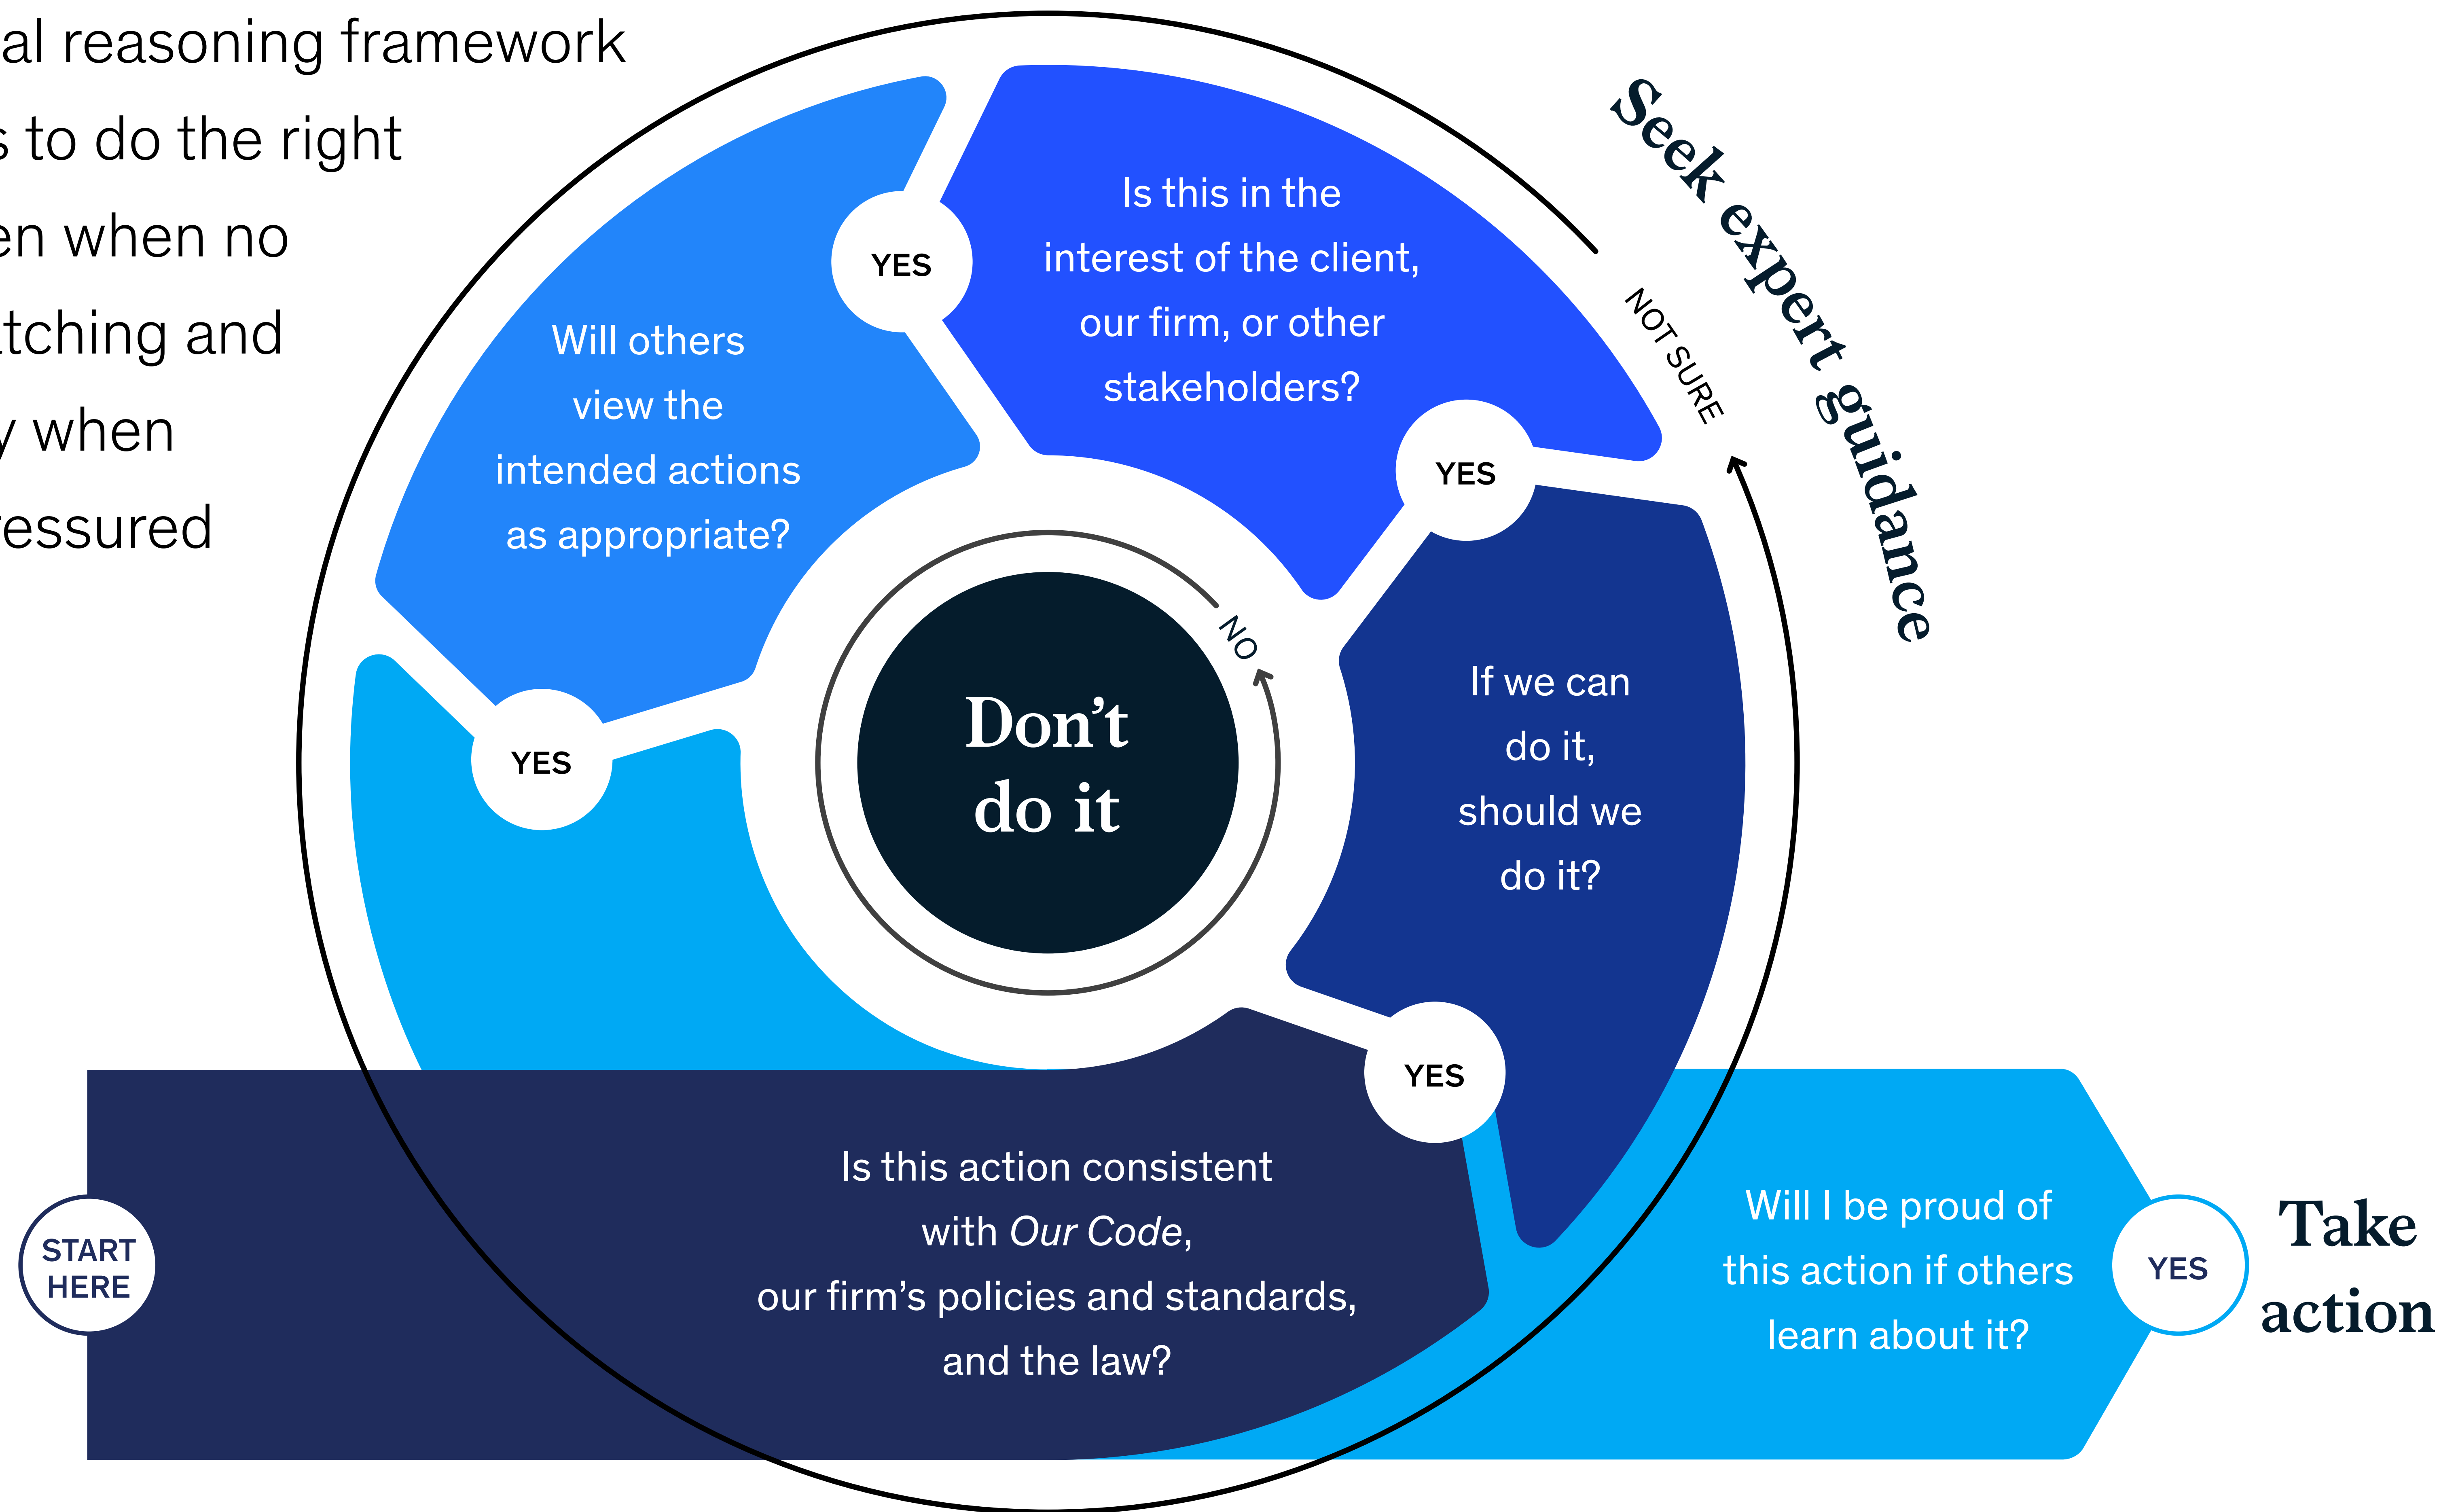 al reasoning framework
s to do the right
en when no
tching and
y when
ressured
START
HERE
Is this action consistent
with Our Code,
our firm’s policies and standards,
and the law?
YES
If we can
do it,
should we
do it?
YES
Is this in the
interest of the client,
our firm, or other
stakeholders?
YES
Will others
view the
intended actions
as appropriate?
YES
Will I be proud of
this action if others
learn about it?
YES
Take
action
NO
Don’t
do it
NOT SURE
Seek expert guidance